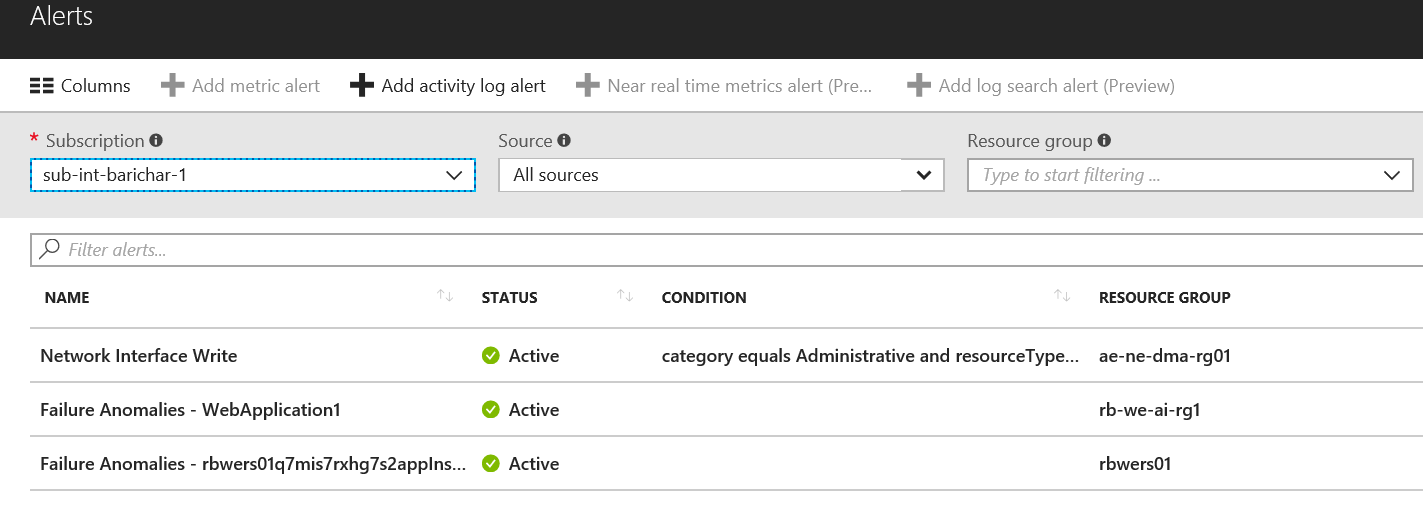 Alerts
Columns Add metric alert Add activity log alert Near real time metrics alert (Pre... Add log search alert (Preview)
* Subscription Source Resource group
sub-int-barichar-1 All sources Type to start filtering ...
Filter alerts...
NAME STATUS CONDITION RESOURCE GROUP
Network Interface Write Active category equals Administrative and resourceType... ae-ne-dma-rg01
Failure Anomalies - WebApplication1 Active rb-we-ai-rg1
Failure Anomalies - rbwers01q7mis7rxhg7s2appIns... Active rbwers01